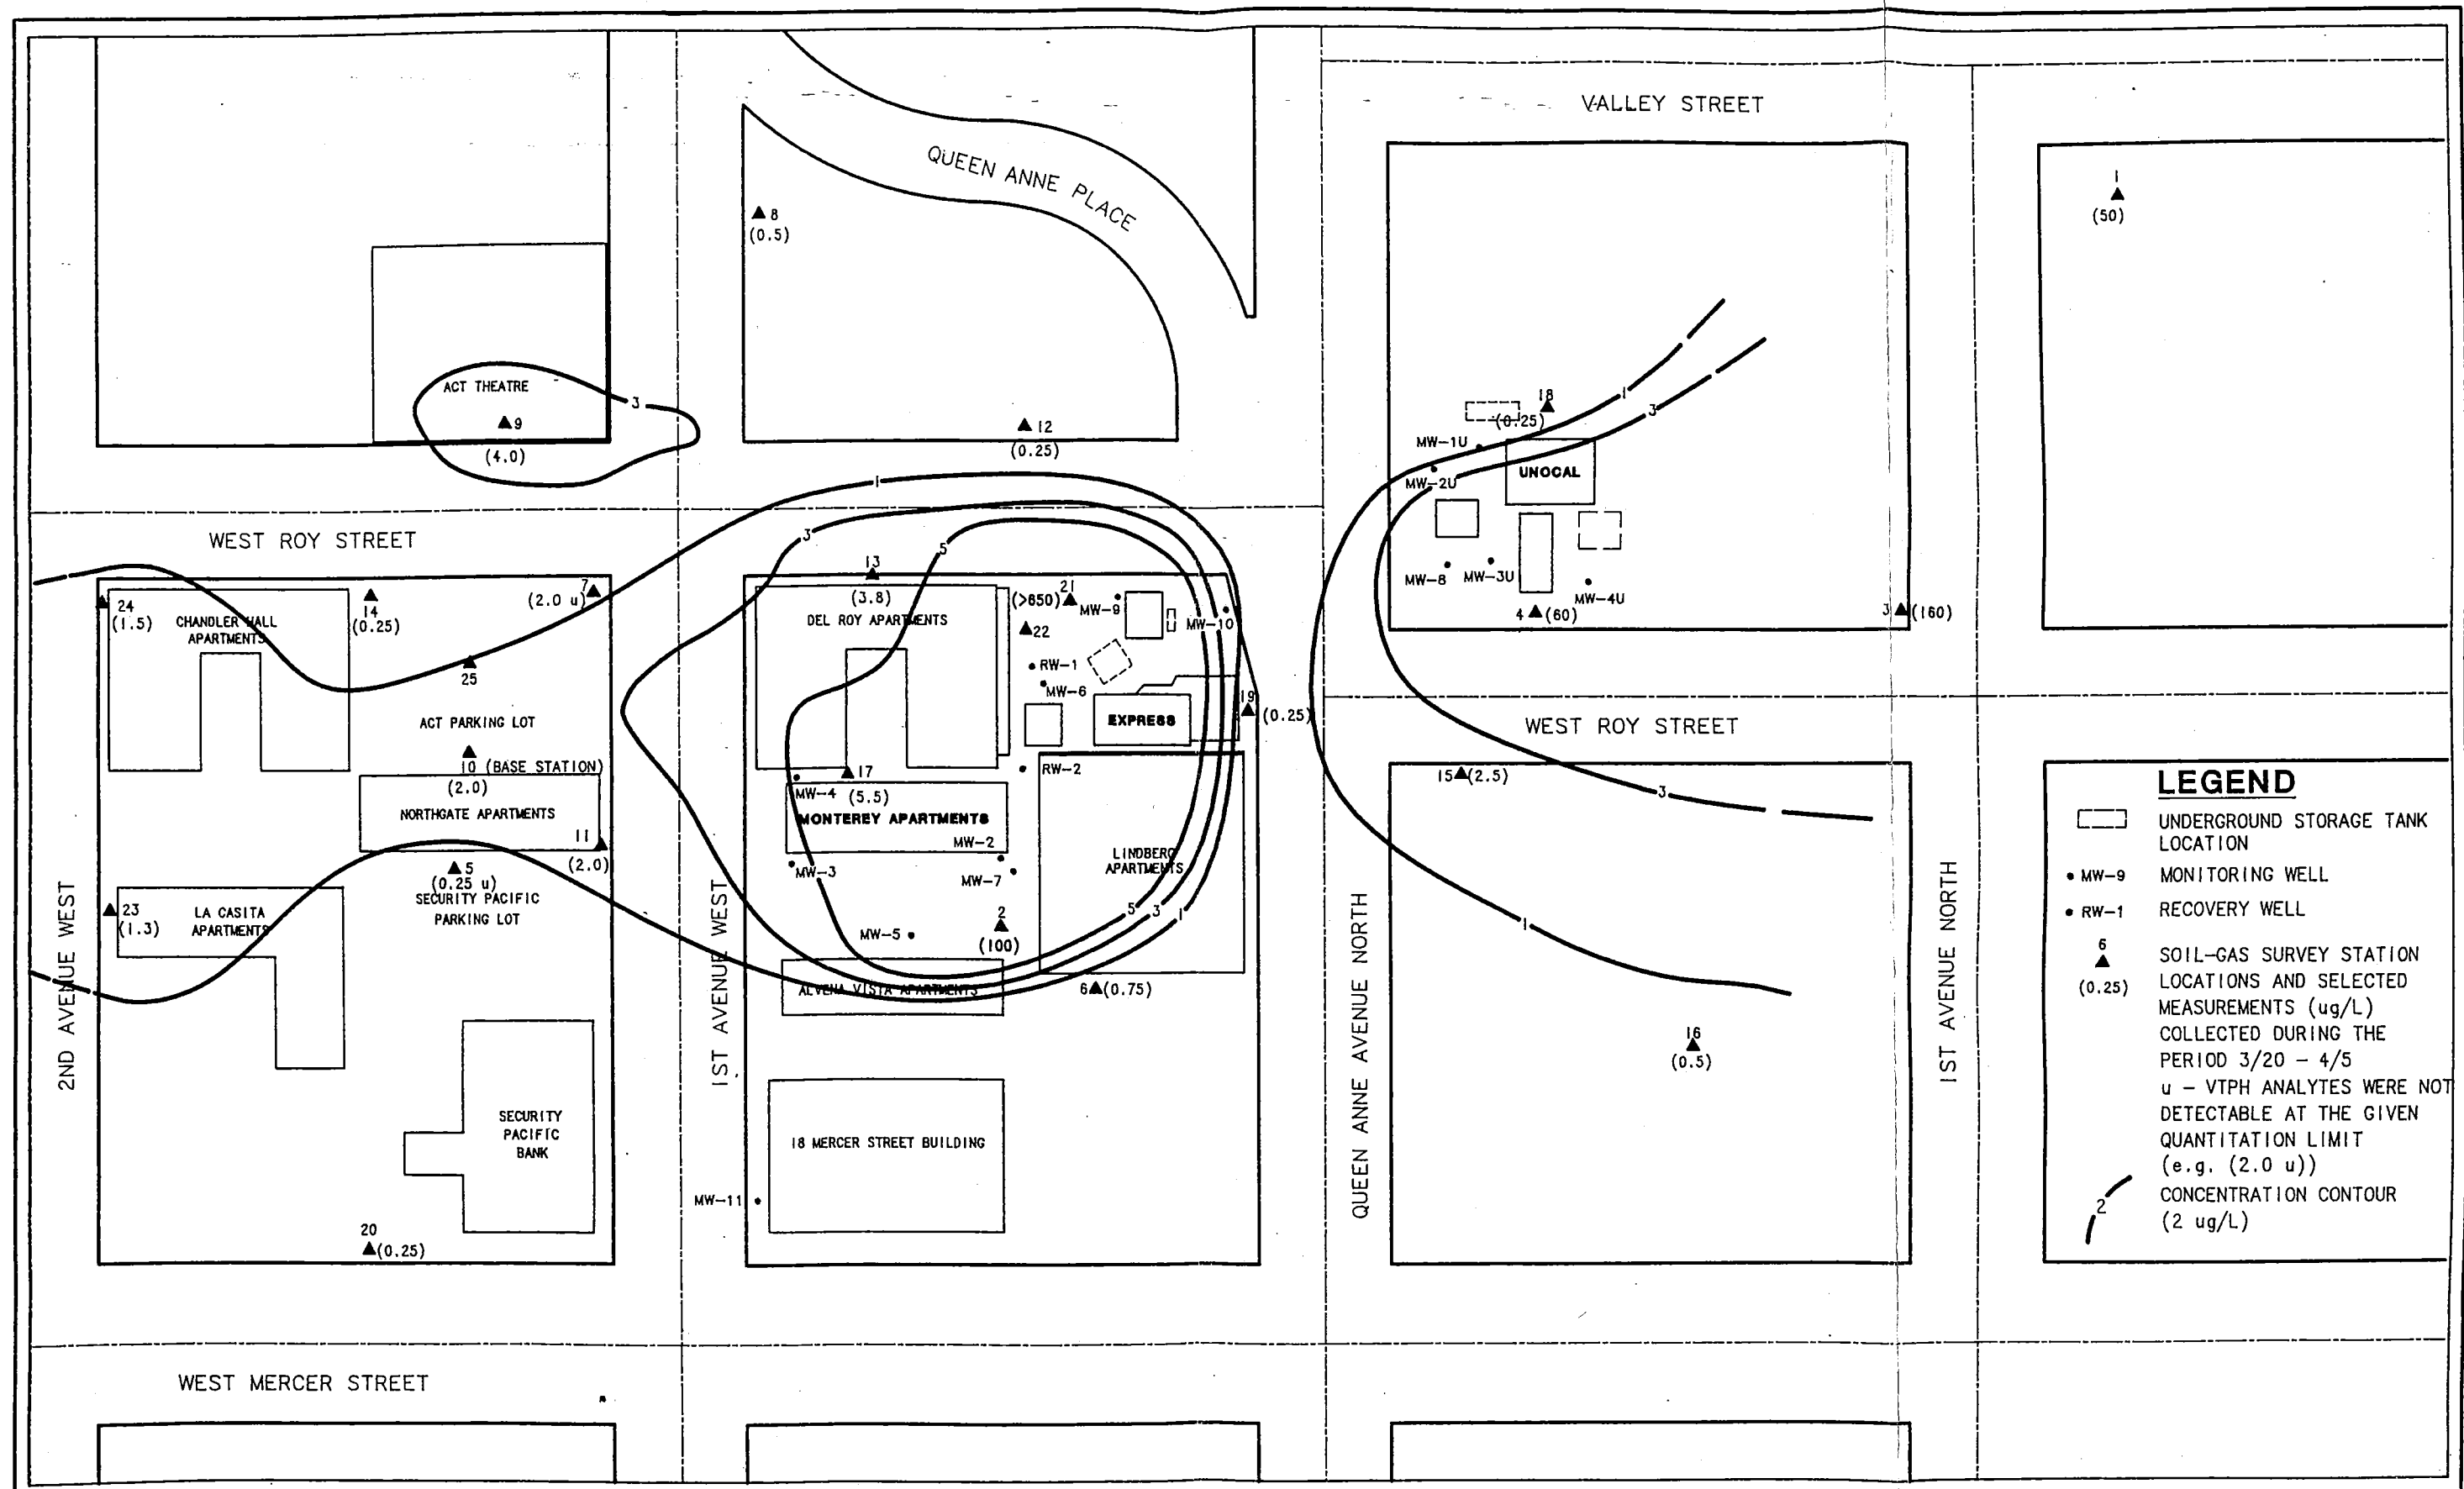 VALLEY STREET
QUEEN ANNE PLACE
1
(50)
8
(0.5)
ACT THEATRE
9
(4.0)
3
12
(0.25)
1
18
(0.25)
1
3
MW-1U
MW-2U
UNOCAL
MW-8
MW-3U
MW-4U
4
(60)
3
(160)
WEST ROY STREET
24
(1.5)
CHANDLER HALL
APARTMENTS
14
(0.25)
7
(2.0 u)
25
ACT PARKING LOT
10 (BASE STATION)
(2.0)
NORTHGATE APARTMENTS
11
(2.0)
5
(0.25 u)
SECURITY PACIFIC
PARKING LOT
23
(1.3)
LA CASITA
APARTMENTS
SECURITY
PACIFIC
BANK
20
(0.25)
3
5
13
(3.8)
DEL ROY APARTMENTS
21
(>650)
22
MW-9
MW-10
RW-1
MW-6
EXPRESS
19
(0.25)
RW-2
17
(5.5)
MW-4
MONTEREY APARTMENTS
MW-2
MW-3
MW-7
LINDBERG
APARTMENTS
5
3
1
2
(100)
MW-5
ALVENA VISTA APARTMENTS
6
(0.75)
18 MERCER STREET BUILDING
MW-11
WEST ROY STREET
15
(2.5)
3
1
16
(0.5)
2ND AVENUE WEST
1ST AVENUE WEST
QUEEN ANNE AVENUE NORTH
1ST AVENUE NORTH
WEST MERCER STREET
LEGEND
UNDERGROUND STORAGE TANK
LOCATION
MW-9 MONITORING WELL
RW-1 RECOVERY WELL
6
(0.25)
SOIL-GAS SURVEY STATION
LOCATIONS AND SELECTED
MEASUREMENTS (ug/L)
COLLECTED DURING THE
PERIOD 3/20 - 4/5
u - VTPH ANALYTES WERE NOT
DETECTABLE AT THE GIVEN
QUANTITATION LIMIT
(e.g. (2.0 u))
2
CONCENTRATION CONTOUR
(2 ug/L)